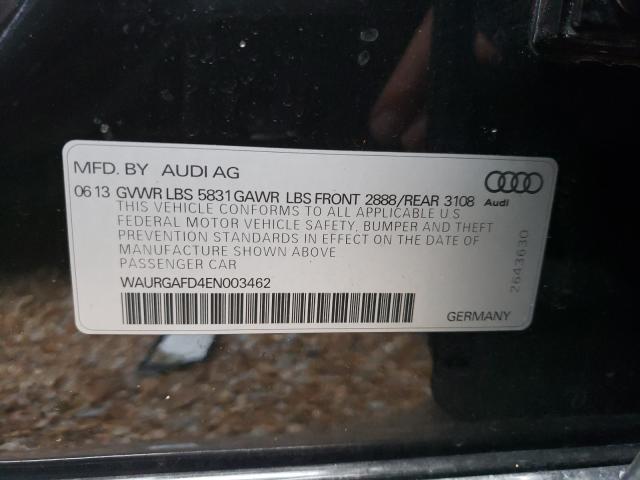 MFD. BY AUDI AG
06 13 GVWR LBS 5831 GAWR LBS FRONT 2888/REAR 3108
THIS VEHICLE CONFORMS TO ALL APPLICABLE U S
FEDERAL MOTOR VEHICLE SAFETY, BUMPER AND THEFT
PREVENTION STANDARDS IN EFFECT ON THE DATE OF
MANUFACTURE SHOWN ABOVE
PASSENGER CAR
WAURGAFD4EN003462
Audi
2643630
GERMANY